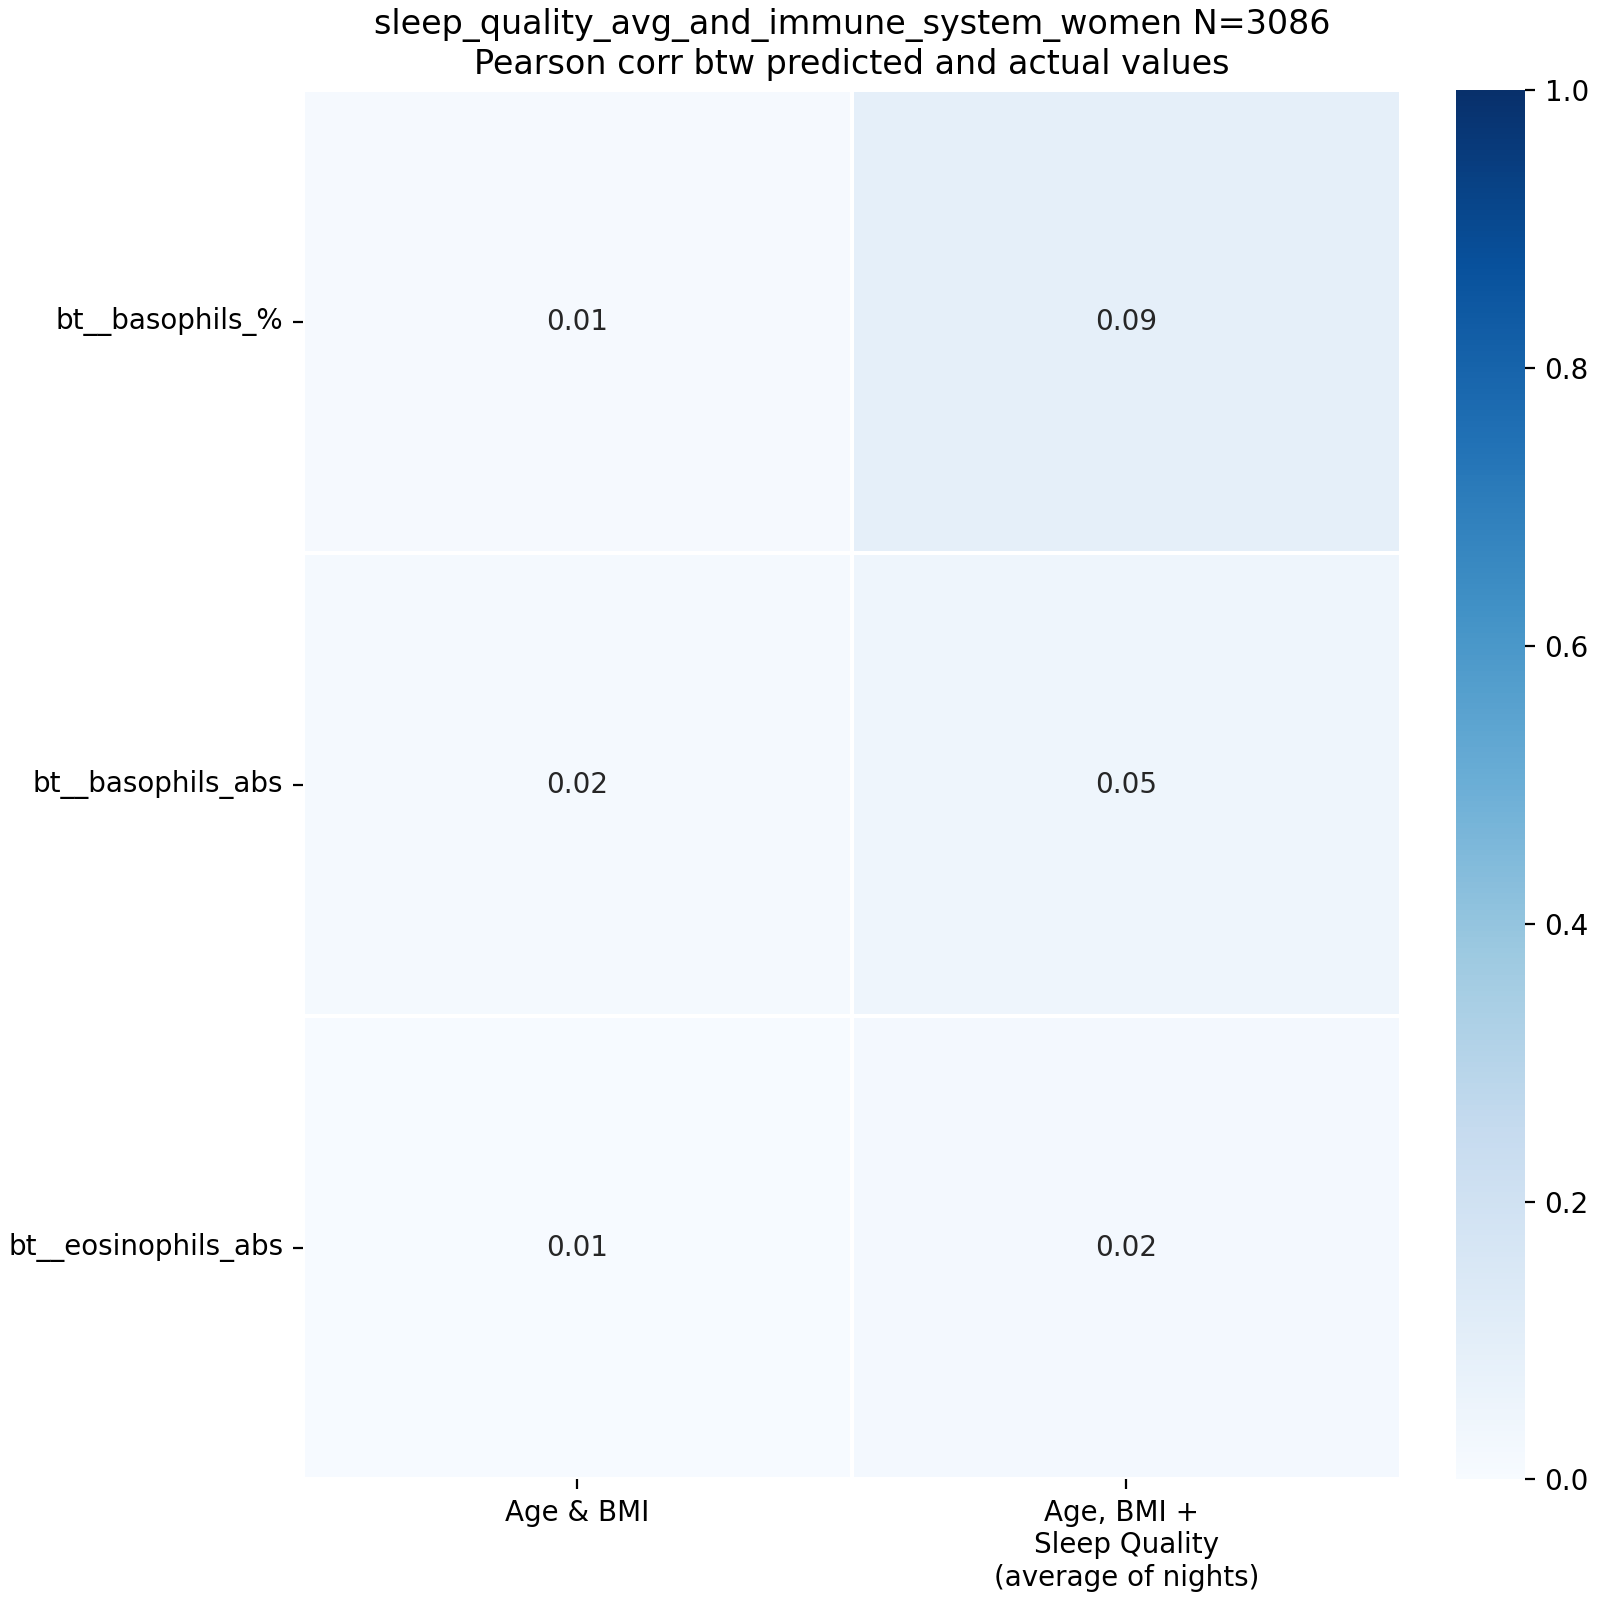 sleep_quality_avg_and_immune_system_women N=3086
Pearson corr btw predicted and actual values
bt__basophils_%
0.01
0.09
bt__basophils_abs
0.02
0.05
bt__eosinophils_abs
0.01
0.02
Age & BMI
Age, BMI +
Sleep Quality
(average of nights)
1.0
0.8
0.6
0.4
0.2
0.0